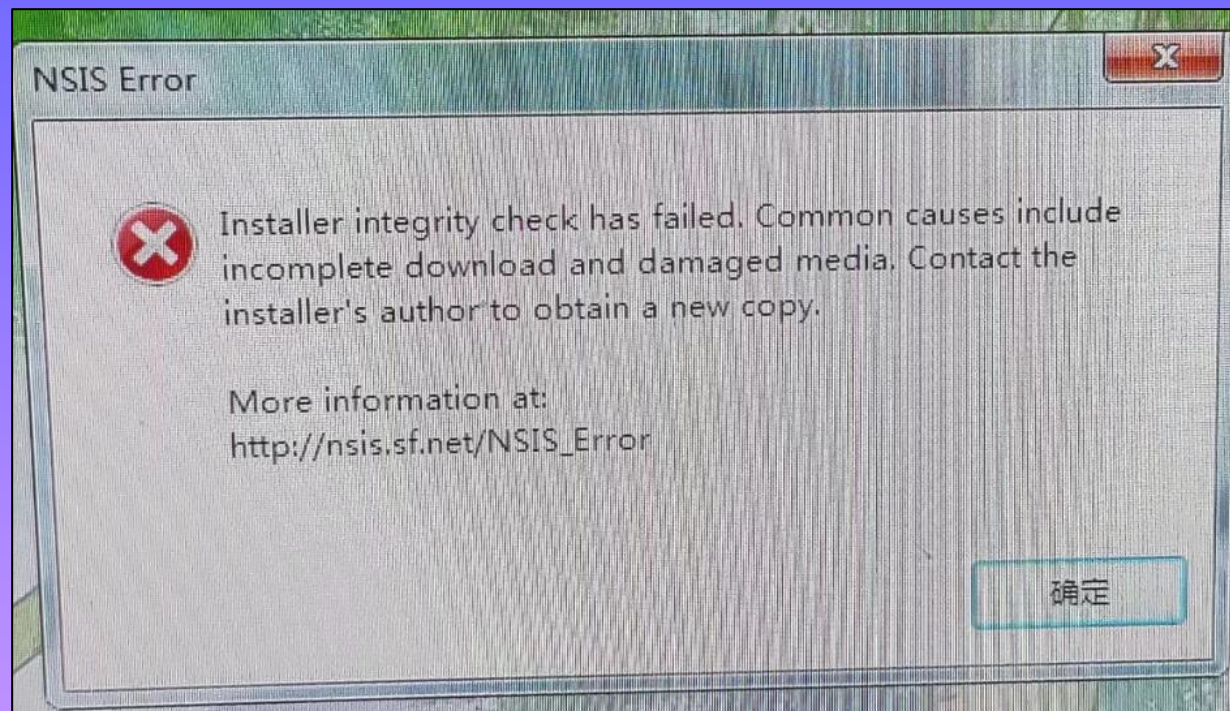 NSIS Error
Installer integrity check has failed. Common causes include
incomplete download and damaged media. Contact the
installer's author to obtain a new copy.
More information at:
http://nsis.sf.net/NSIS_Error
确定